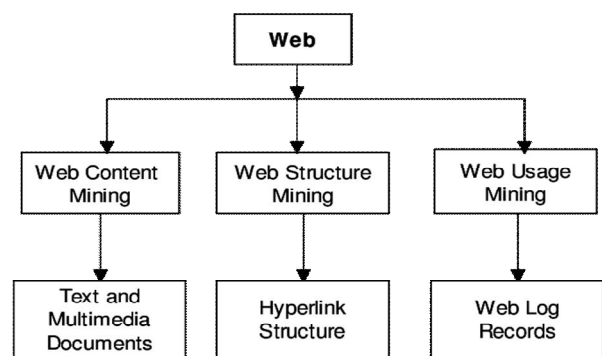 Web
Web Content
Mining
Web Structure
Mining
Web Usage
Mining
Text and
Multimedia
Documents
Hyperlink
Structure
Web Log
Records